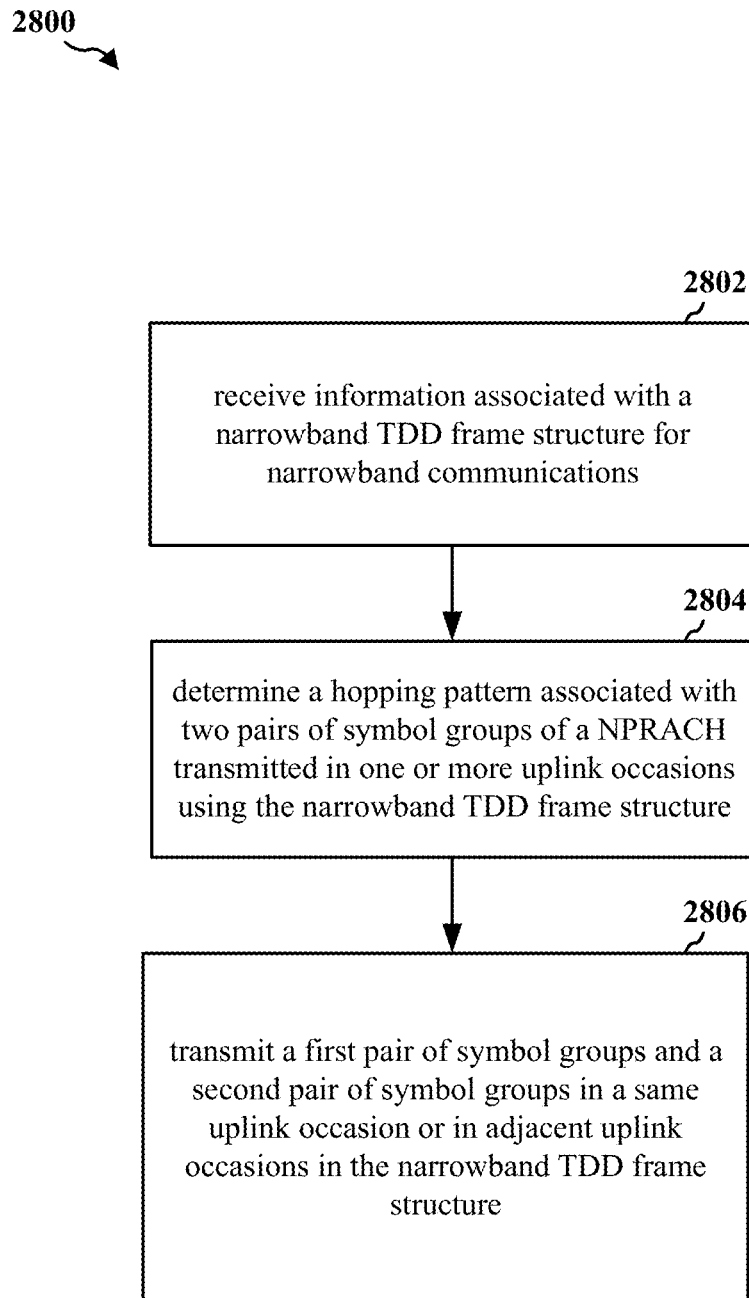 2800
2802
receive information associated with a
narrowband TDD frame structure for
narrowband communications
2804
determine a hopping pattern associated with
two pairs of symbol groups of a NPRACH
transmitted in one or more uplink occasions
using the narrowband TDD frame structure
2806
transmit a first pair of symbol groups and a
second pair of symbol groups in a same
uplink occasion or in adjacent uplink
occasions in the narrowband TDD frame
structure